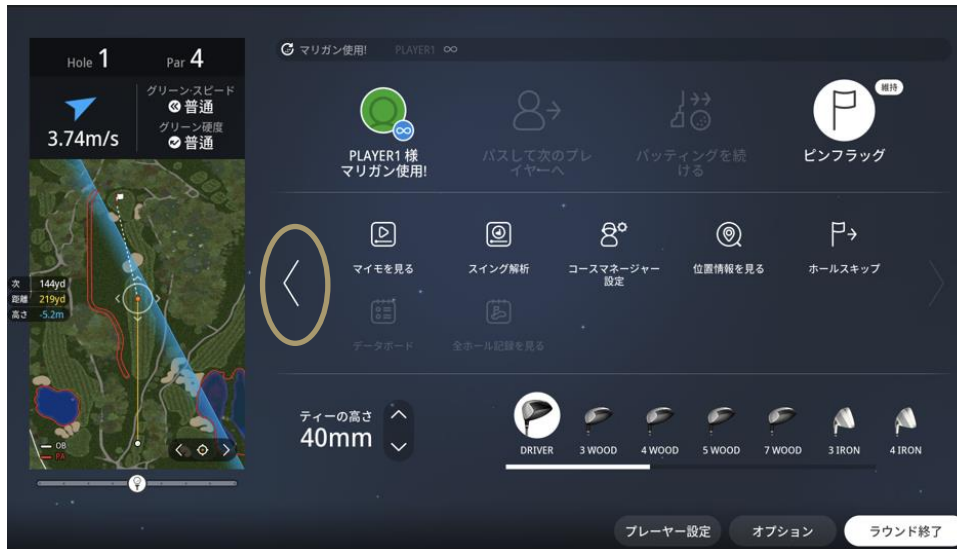 Hole 1 Par 4
3.74m/s
グリーン·スピード
普通
グリーン硬度
普通
次 144yd
距離 219yd
高さ -5.2m
OB
PA
マリガン使用! PLAYER1 ∞
PLAYER1 様
マリガン使用!
パスして次のプレ
イヤーへ
パッティングを続
ける
維持
ピンフラッグ
マイモを見る
スイング解析
コースマネージャー
設定
位置情報を見る
ホールスキップ
データボード
全ホール記録を見る
ティーの高さ
40mm
DRIVER
3 WOOD
4 WOOD
5 WOOD
7 WOOD
3 IRON
4 IRON
プレーヤー設定
オプション
ラウンド終了